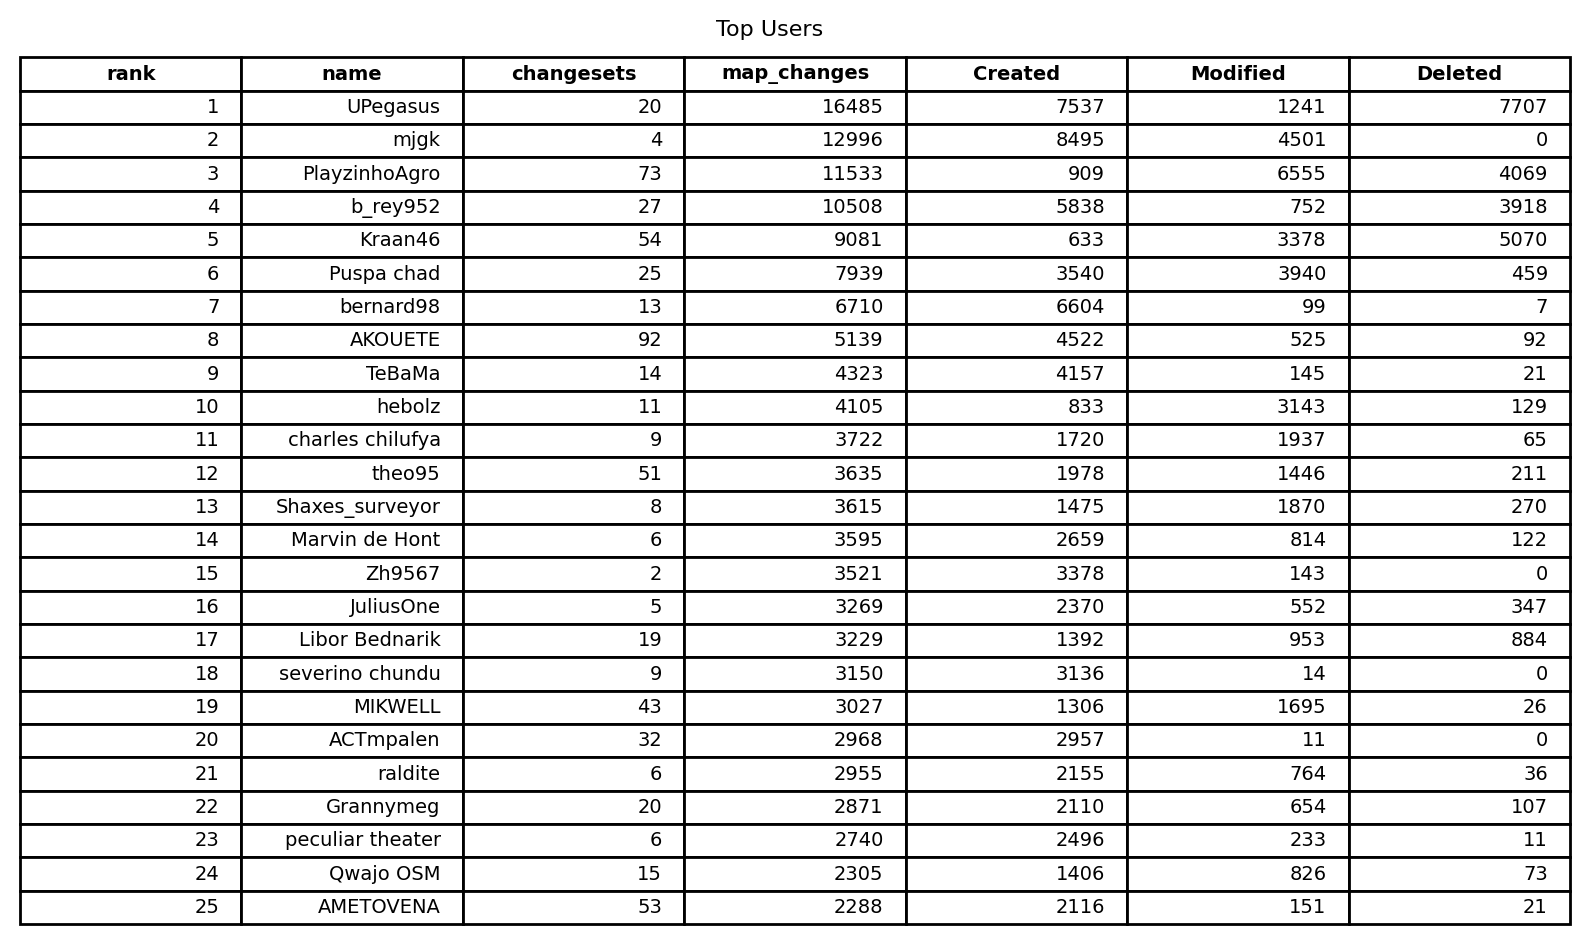 Top Users
rank name changesets map_changes Created Modified Deleted
1 UPegasus 20 16485 7537 1241 7707
2 mjgk 4 12996 8495 4501 0
3 PlayzinhoAgro 73 11533 909 6555 4069
4 b_rey952 27 10508 5838 752 3918
5 Kraan46 54 9081 633 3378 5070
6 Puspa chad 25 7939 3540 3940 459
7 bernard98 13 6710 6604 99 7
8 AKOUETE 92 5139 4522 525 92
9 TeBaMa 14 4323 4157 145 21
10 hebolz 11 4105 833 3143 129
11 charles chilufya 9 3722 1720 1937 65
12 theo95 51 3635 1978 1446 211
13 Shaxes_surveyor 8 3615 1475 1870 270
14 Marvin de Hont 6 3595 2659 814 122
15 Zh9567 2 3521 3378 143 0
16 JuliusOne 5 3269 2370 552 347
17 Libor Bednarik 19 3229 1392 953 884
18 severino chundu 9 3150 3136 14 0
19 MIKWELL 43 3027 1306 1695 26
20 ACTmpalen 32 2968 2957 11 0
21 raldite 6 2955 2155 764 36
22 Grannymeg 20 2871 2110 654 107
23 peculiar theater 6 2740 2496 233 11
24 Qwajo OSM 15 2305 1406 826 73
25 AMETOVENA 53 2288 2116 151 21